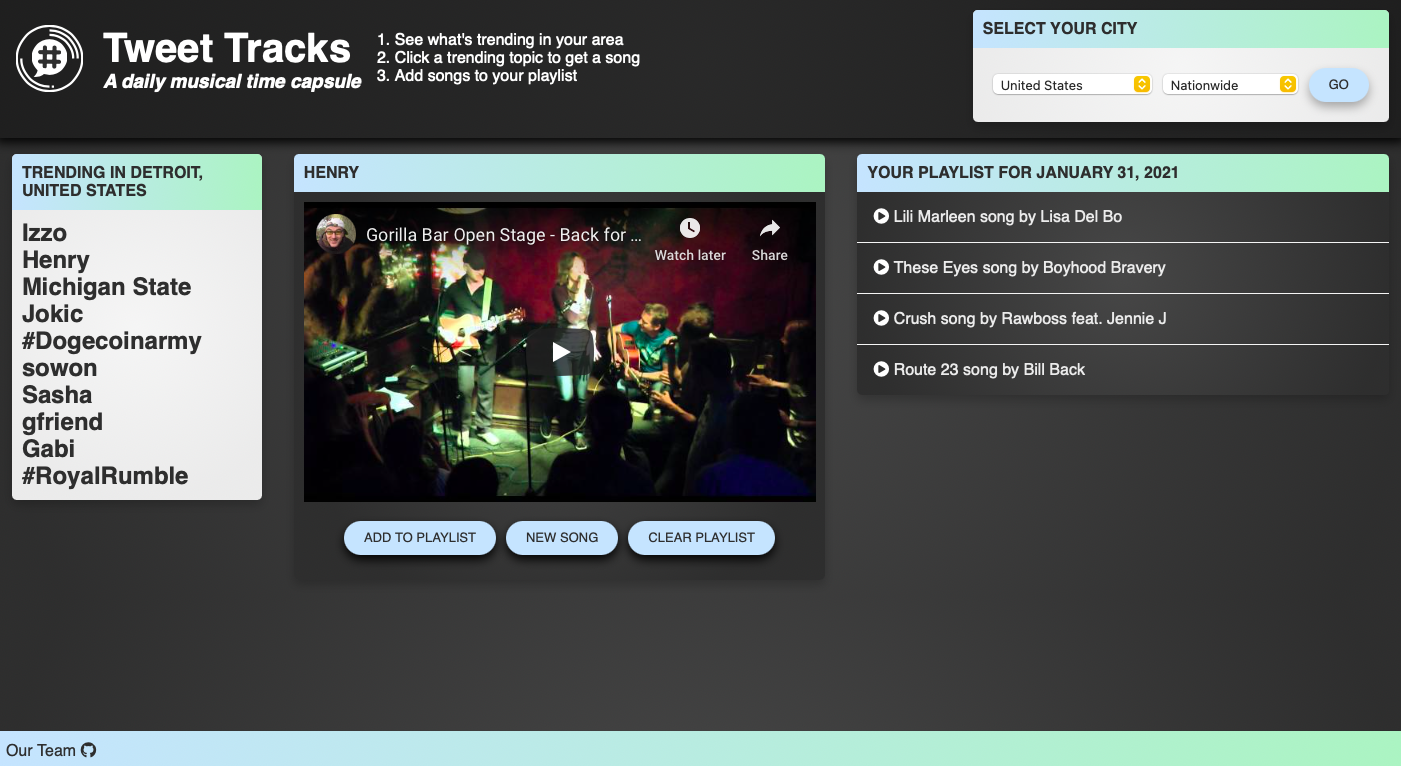 Tweet Tracks
A daily musical time capsule
1. See what's trending in your area
2. Click a trending topic to get a song
3. Add songs to your playlist
SELECT YOUR CITY
United States
Nationwide
GO
TRENDING IN DETROIT,
UNITED STATES
Izzo
Henry
Michigan State
Jokic
#Dogecoinarmy
sowon
Sasha
gfriend
Gabi
#RoyalRumble
HENRY
Gorilla Bar Open Stage - Back for ...
Watch later
Share
ADD TO PLAYLIST
NEW SONG
CLEAR PLAYLIST
YOUR PLAYLIST FOR JANUARY 31, 2021
Lili Marleen song by Lisa Del Bo
These Eyes song by Boyhood Bravery
Crush song by Rawboss feat. Jennie J
Route 23 song by Bill Back
Our Team